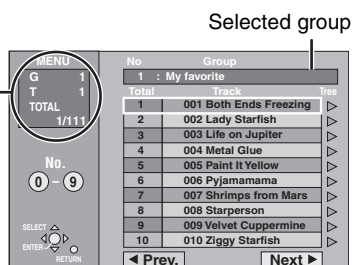 Selected group
MENU
G 1
T 1
TOTAL
1/111
No.
0 – 9
SELECT
ENTER
RETURN
No Group
1 : My favorite
Total Track Tree
1 001 Both Ends Freezing
2 002 Lady Starfish
3 003 Life on Jupiter
4 004 Metal Glue
5 005 Paint It Yellow
6 006 Pyjamamama
7 007 Shrimps from Mars
8 008 Starperson
9 009 Velvet Cuppermine
10 010 Ziggy Starfish
◀ Prev. Next ▶